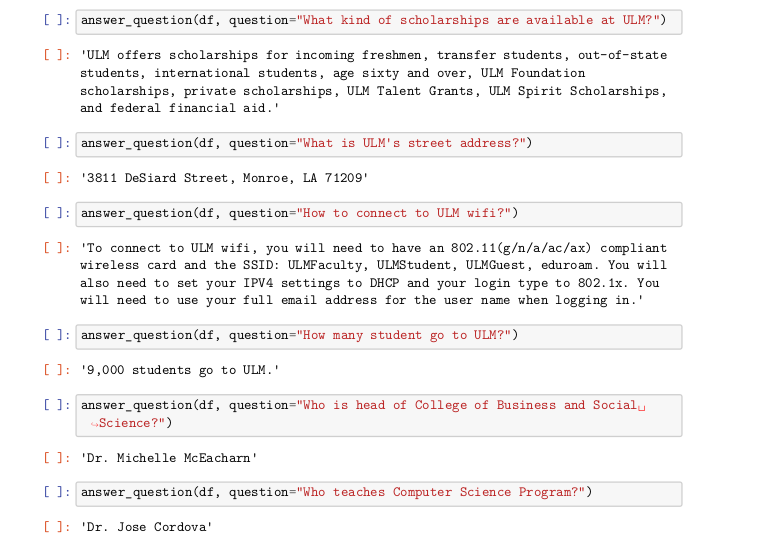 [ ]: answer_question(df, question="What kind of scholarships are available at ULM?")
[ ]: 'ULM offers scholarships for incoming freshmen, transfer students, out-of-state
students, international students, age sixty and over, ULM Foundation
scholarships, private scholarships, ULM Talent Grants, ULM Spirit Scholarships,
and federal financial aid.'
[ ]: answer_question(df, question="What is ULM's street address?")
[ ]: '3811 DeSiard Street, Monroe, LA 71209'
[ ]: answer_question(df, question="How to connect to ULM wifi?")
[ ]: 'To connect to ULM wifi, you will need to have an 802.11(g/n/a/ac/ax) compliant
wireless card and the SSID: ULMFaculty, ULMStudent, ULMGuest, eduroam. You will
also need to set your IPV4 settings to DHCP and your login type to 802.1x. You
will need to use your full email address for the user name when logging in.'
[ ]: answer_question(df, question="How many student go to ULM?")
[ ]: '9,000 students go to ULM.'
[ ]: answer_question(df, question="Who is head of College of Business and Social␣
↪Science?")
[ ]: 'Dr. Michelle McEacharn'
[ ]: answer_question(df, question="Who teaches Computer Science Program?")
[ ]: 'Dr. Jose Cordova'